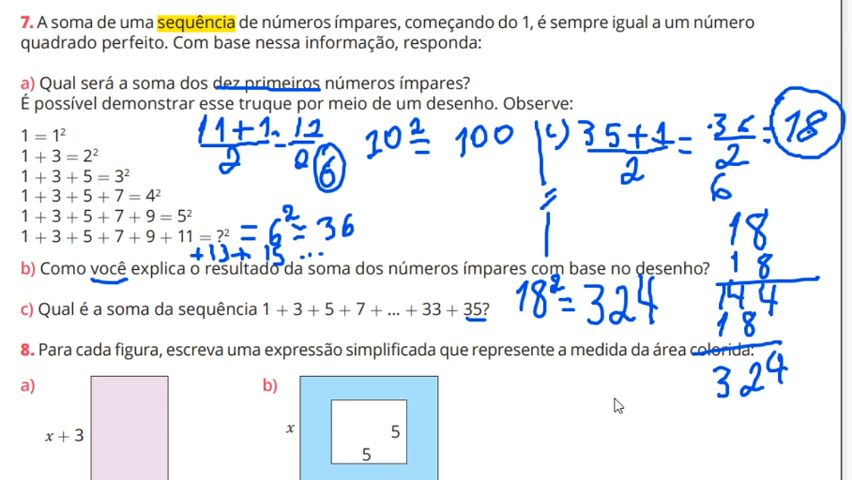 7. A soma de uma sequência de números ímpares, começando do 1, é sempre igual a um número
quadrado perfeito. Com base nessa informação, responda:
a) Qual será a soma dos dez primeiros números ímpares?
É possível demonstrar esse truque por meio de um desenho. Observe:
1 = 1²
1 + 3 = 2²
1 + 3 + 5 = 3²
1 + 3 + 5 + 7 = 4²
1 + 3 + 5 + 7 + 9 = 5²
1 + 3 + 5 + 7 + 9 + 11 = ?² = 6² = 36
+13+ 15 ...
11+1 = 12
2
6
10² = 100
c) 35+1 = 36 = 18
2 2
6
18
18
144
18
324
b) Como você explica o resultado da soma dos números ímpares com base no desenho?
c) Qual é a soma da sequência 1 + 3 + 5 + 7 + ... + 33 + 35? 18² = 324
8. Para cada figura, escreva uma expressão simplificada que represente a medida da área colorida:
a)
x + 3
b)
x
5
5